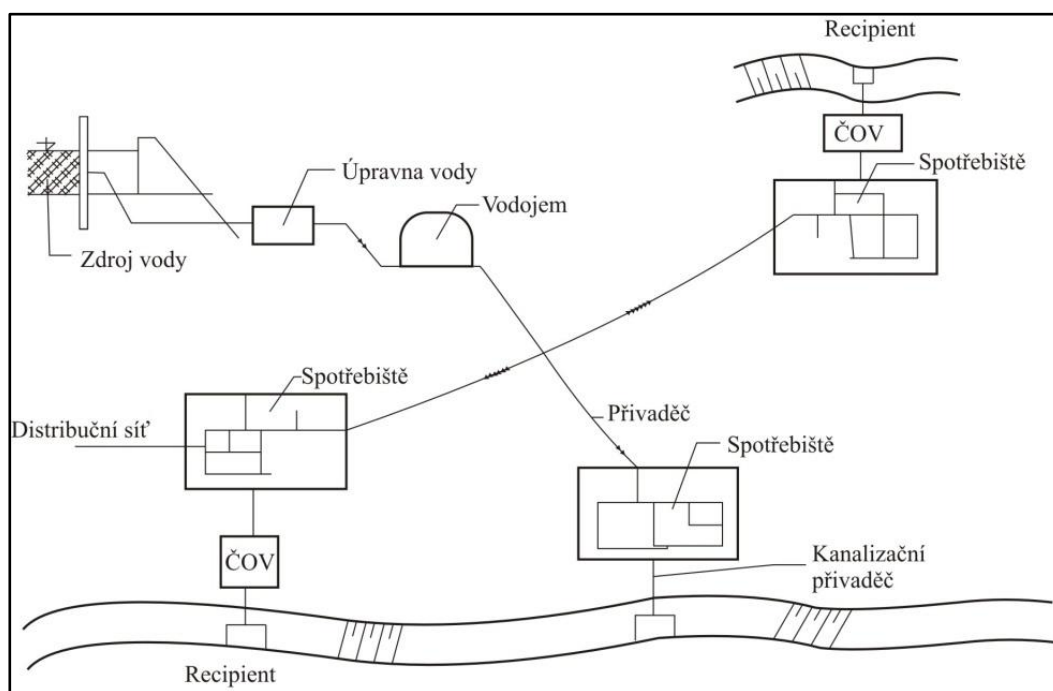 Recipient
ČOV
Spotřebiště
Úpravna vody
Vodojem
Zdroj vody
Spotřebiště
Přivaděč
Distribuční síť
Spotřebiště
ČOV
Kanalizační
přivaděč
Recipient